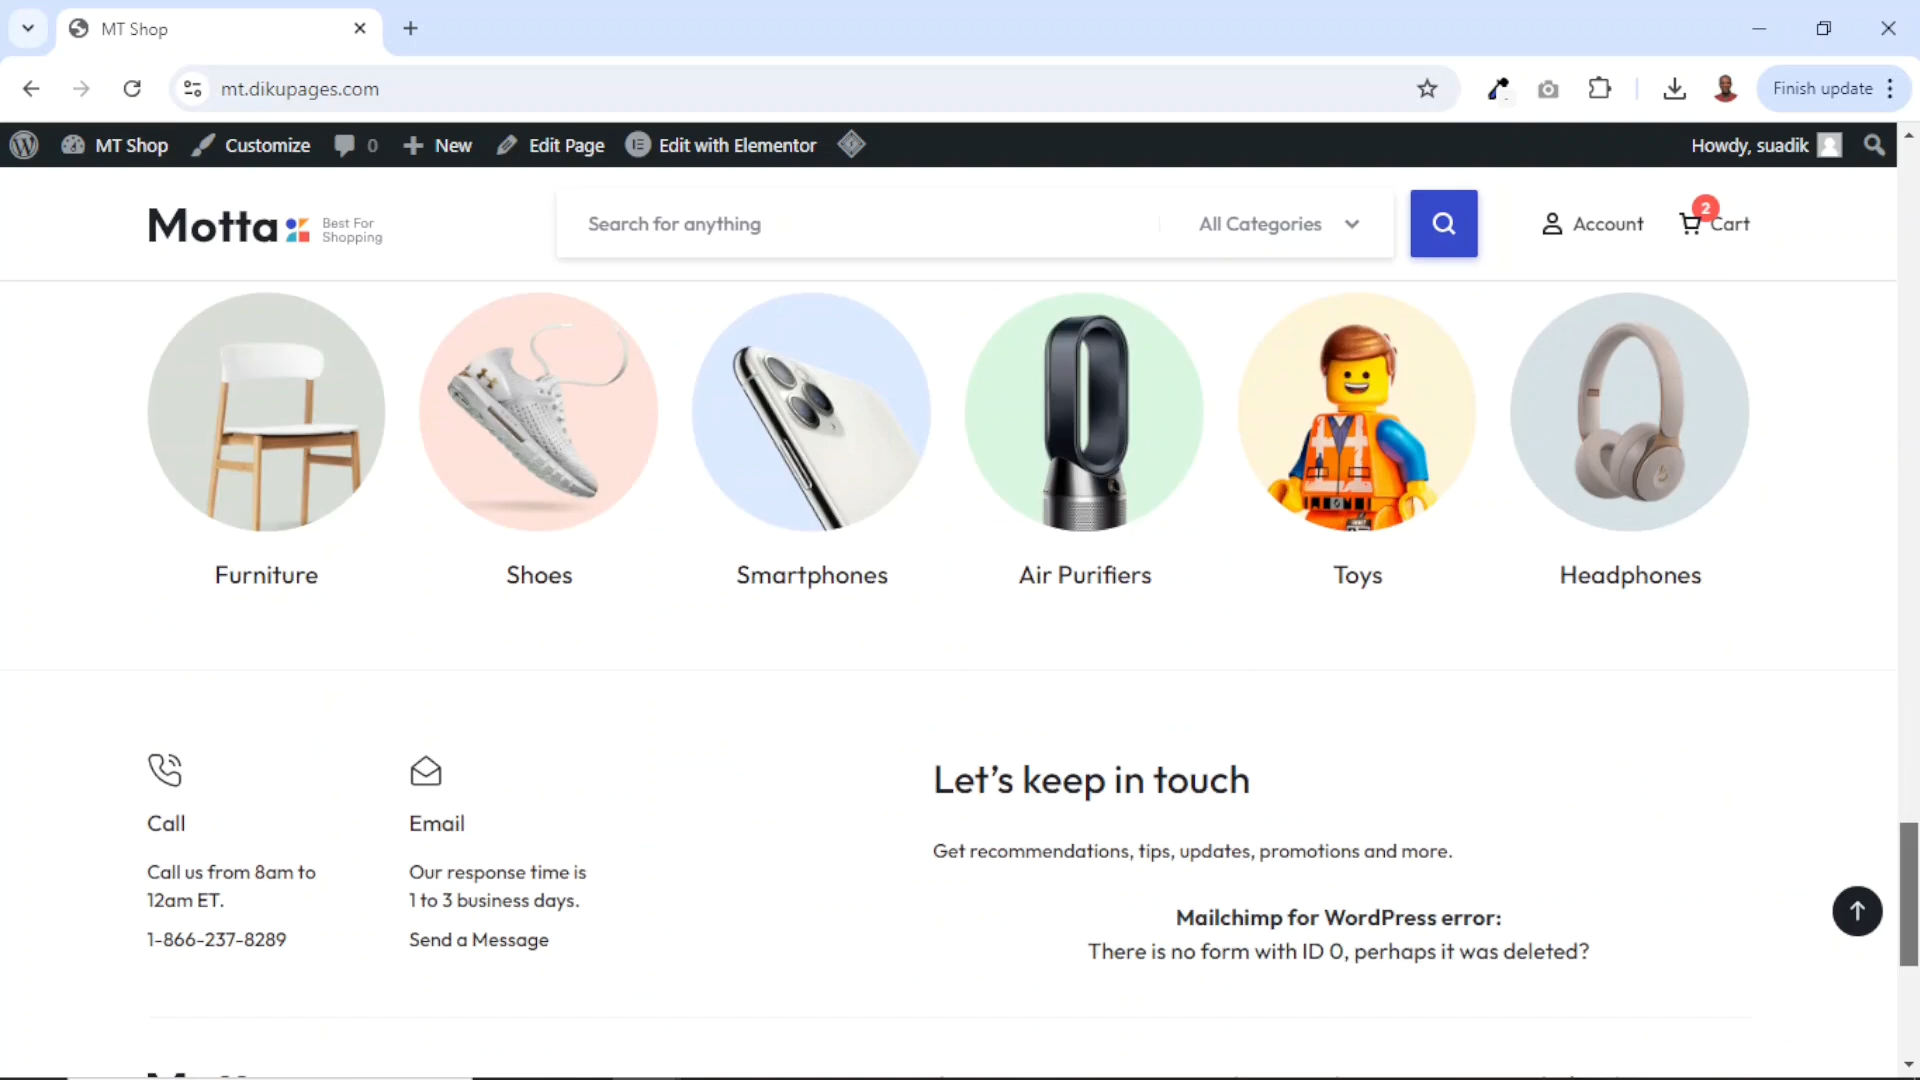 MT Shop
mt.dikupages.com
Finish update
MT Shop
Customize
0
New
Edit Page
Edit with Elementor
Howdy, suadik
Motta
Best For
Shopping
Search for anything
All Categories
Account
2
Cart
Furniture
Shoes
Smartphones
Air Purifiers
Toys
Headphones
Call
Call us from 8am to
12am ET.
1-866-237-8289
Email
Our response time is
1 to 3 business days.
Send a Message
Let’s keep in touch
Get recommendations, tips, updates, promotions and more.
Mailchimp for WordPress error:
There is no form with ID 0, perhaps it was deleted?